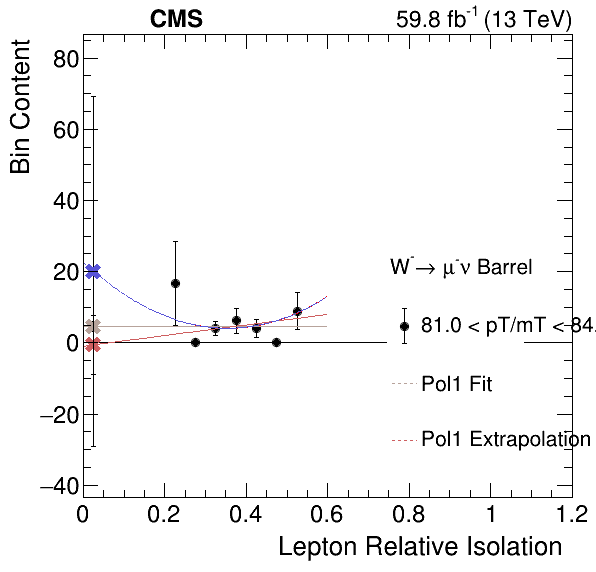 CMS 59.8 fb⁻¹ (13 TeV)
Bin Content
80
60
40
20
0
−20
−40
W⁻→ μ⁻ν Barrel
81.0 < pT/mT < 84.
Pol1 Fit
Pol1 Extrapolation
0 0.2 0.4 0.6 0.8 1 1.2
Lepton Relative Isolation